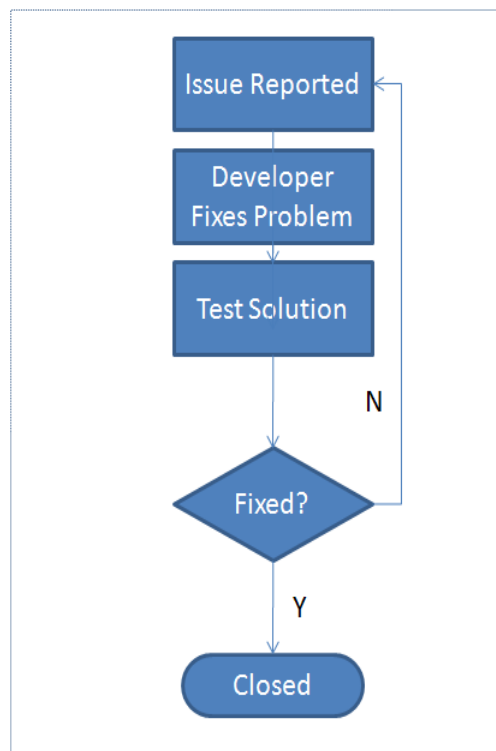 Issue Reported
Developer
Fixes Problem
Test Solution
N
Fixed?
Y
Closed